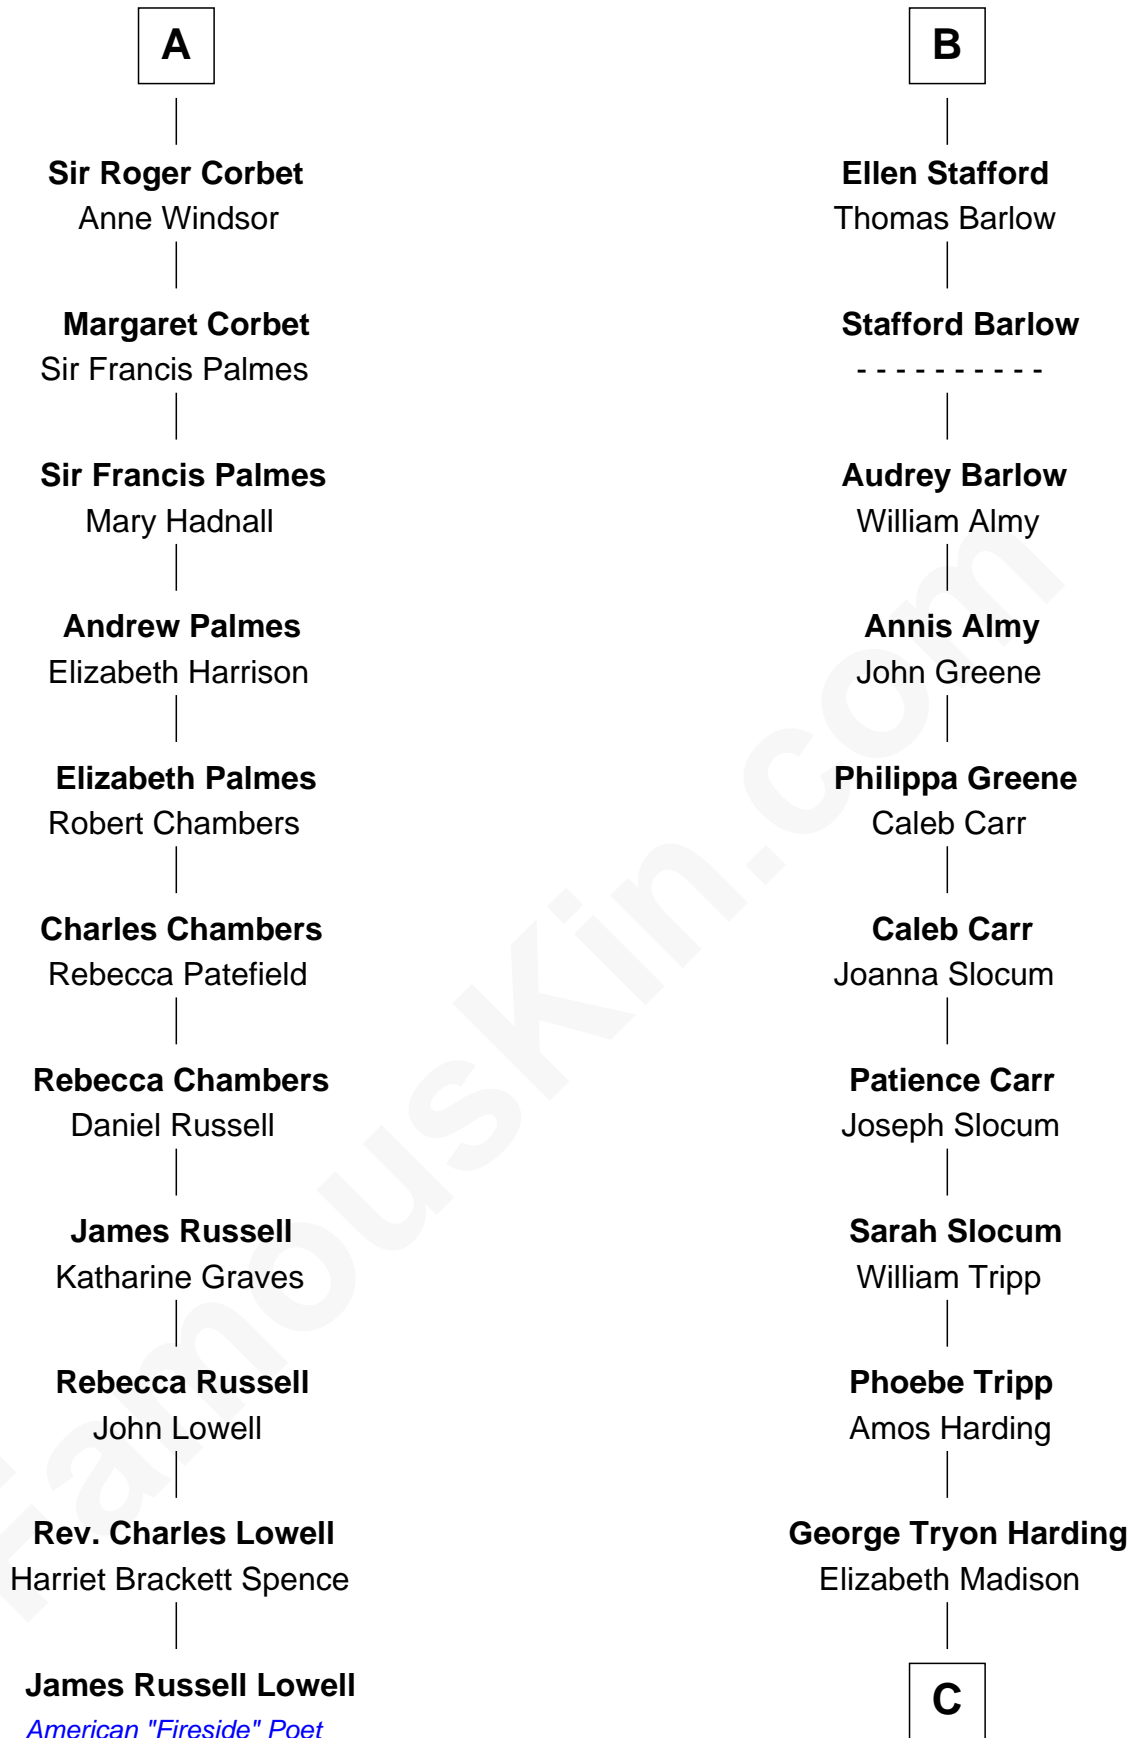 A
Sir Roger Corbet
Anne Windsor
Margaret Corbet
Sir Francis Palmes
Sir Francis Palmes
Mary Hadnall
Andrew Palmes
Elizabeth Harrison
Elizabeth Palmes
Robert Chambers
Charles Chambers
Rebecca Patefield
Rebecca Chambers
Daniel Russell
James Russell
Katharine Graves
Rebecca Russell
John Lowell
Rev. Charles Lowell
Harriet Brackett Spence
James Russell Lowell
American "Fireside" Poet
B
Ellen Stafford
Thomas Barlow
Stafford Barlow
- - - - - - - - - -
Audrey Barlow
William Almy
Annis Almy
John Greene
Philippa Greene
Caleb Carr
Caleb Carr
Joanna Slocum
Patience Carr
Joseph Slocum
Sarah Slocum
William Tripp
Phoebe Tripp
Amos Harding
George Tryon Harding
Elizabeth Madison
C
FamousKin.com